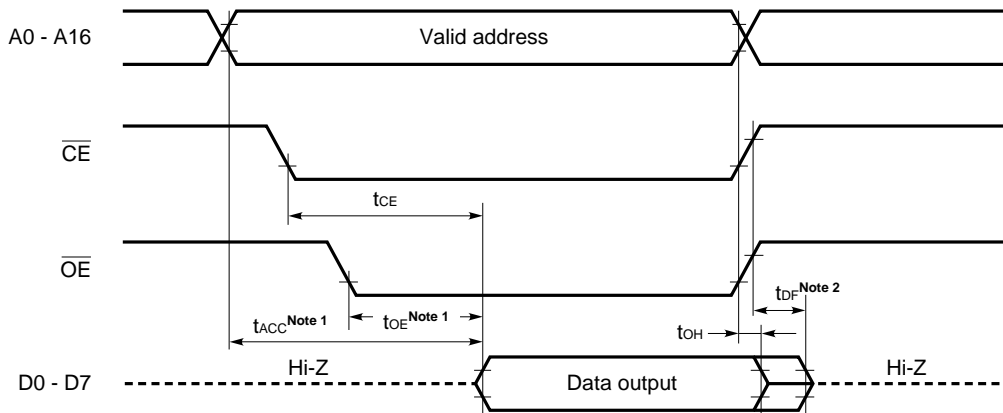 A0 - A16
Valid address
CE
tCE
OE
tACC Note 1
tOE Note 1
tDF Note 2
tOH
D0 - D7
Hi-Z
Data output
Hi-Z